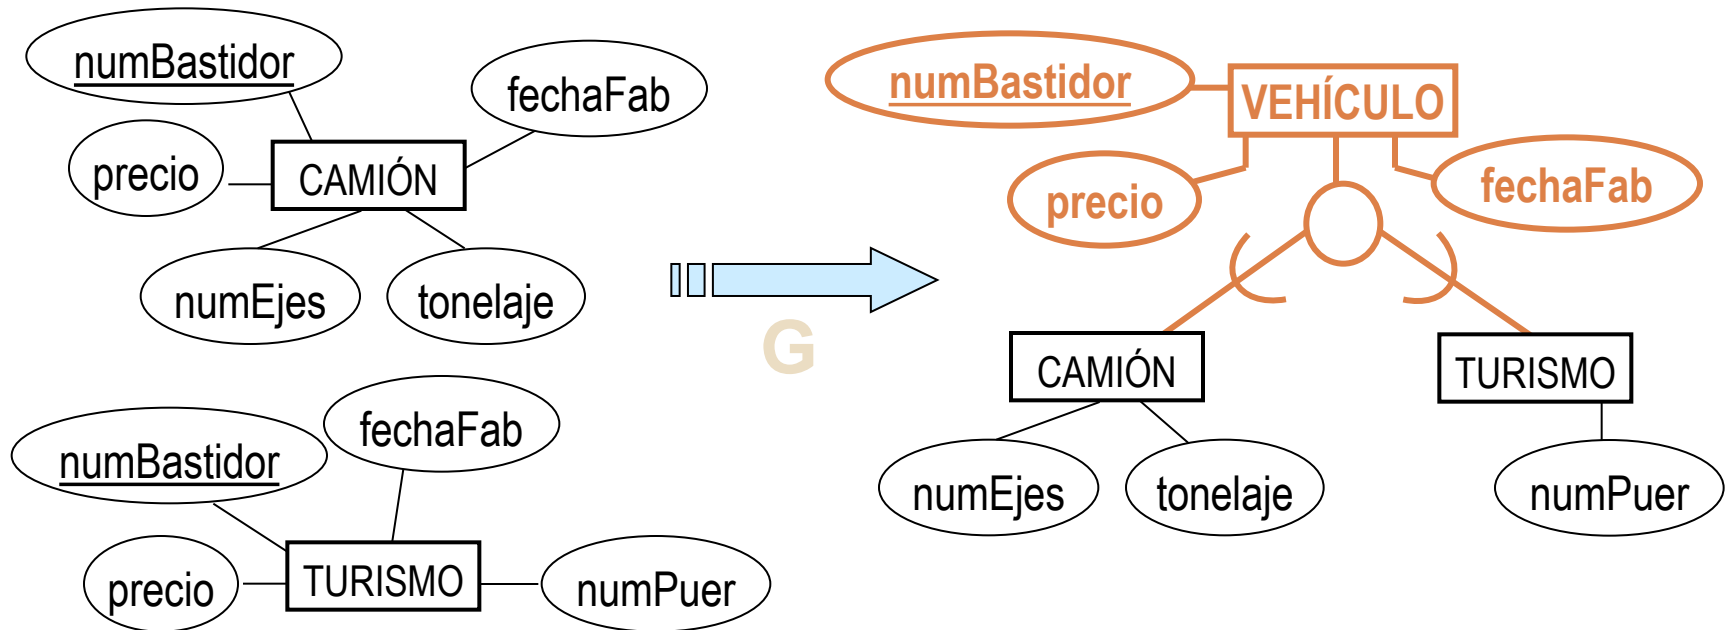 numBastidor
fechaFab
precio
CAMIÓN
numEjes
tonelaje
fechaFab
numBastidor
precio
TURISMO
numPuer
G
numBastidor
VEHÍCULO
precio
fechaFab
CAMIÓN
TURISMO
numEjes
tonelaje
numPuer